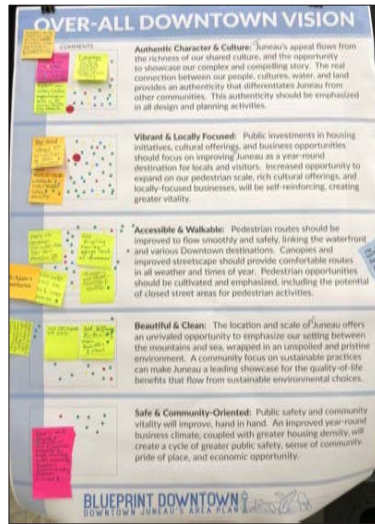 OVER-ALL DOWNTOWN VISION
COMMENTS
Authentic Character & Culture: Juneau's appeal flows from
the richness of our shared culture, and the opportunity
to showcase our complex and compelling story. The real
connection between our people, cultures, water, and land
provides an authenticity that differentiates Juneau from
other communities. This authenticity should be emphasized
in all design and planning activities.
Vibrant & Locally Focused: Public investments in housing
initiatives, cultural offerings, and business opportunities
should focus on improving Juneau as a year-round
destination for locals and visitors. Increased opportunity to
expand on our pedestrian scale, rich cultural offerings, and
locally-focused businesses, will be self-reinforcing, creating
greater vitality.
Accessible & Walkable: Pedestrian routes should be
improved to flow smoothly and safely, linking the waterfront
and various Downtown destinations. Canopies and
improved streetscape should provide comfortable routes
in all weather and times of year. Pedestrian opportunities
should be cultivated and emphasized, including the potential
of closed street areas for pedestrian activities.
Beautiful & Clean: The location and scale of Juneau offers
an unrivaled opportunity to emphasize our setting between
the mountains and sea, wrapped in an unspoiled and pristine
environment. A community focus on sustainable practices
can make Juneau a leading showcase for the quality-of-life
benefits that flow from sustainable environmental choices.
Safe & Community-Oriented: Public safety and community
vitality will improve, hand in hand. An improved year-round
business climate, coupled with greater housing density, will
create a cycle of greater public safety, sense of community,
pride of place, and economic opportunity.
BLUEPRINT DOWNTOWN
DOWNTOWN JUNEAU'S AREA PLAN